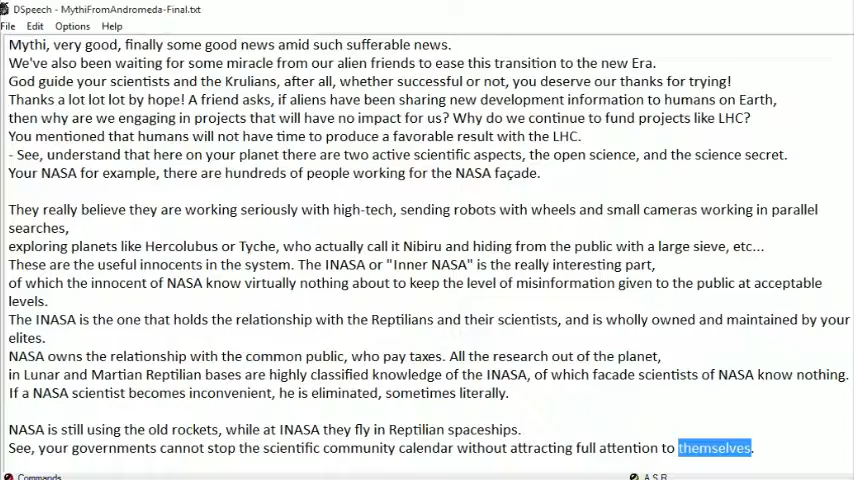 DSpeech - MythiFromAndromeda-Final.txt
File Edit Options Help
Mythi, very good, finally some good news amid such sufferable news.
We've also been waiting for some miracle from our alien friends to ease this transition to the new Era.
God guide your scientists and the Krulians, after all, whether successful or not, you deserve our thanks for trying!
Thanks a lot lot lot by hope! A friend asks, if aliens have been sharing new development information to humans on Earth,
then why are we engaging in projects that will have no impact for us? Why do we continue to fund projects like LHC?
You mentioned that humans will not have time to produce a favorable result with the LHC.
- See, understand that here on your planet there are two active scientific aspects, the open science, and the science secret.
Your NASA for example, there are hundreds of people working for the NASA façade.
They really believe they are working seriously with high-tech, sending robots with wheels and small cameras working in parallel
searches,
exploring planets like Hercolubus or Tyche, who actually call it Nibiru and hiding from the public with a large sieve, etc...
These are the useful innocents in the system. The INASA or "Inner NASA" is the really interesting part,
of which the innocent of NASA know virtually nothing about to keep the level of misinformation given to the public at acceptable
levels.
The INASA is the one that holds the relationship with the Reptilians and their scientists, and is wholly owned and maintained by your
elites.
NASA owns the relationship with the common public, who pay taxes. All the research out of the planet,
in Lunar and Martian Reptilian bases are highly classified knowledge of the INASA, of which facade scientists of NASA know nothing.
If a NASA scientist becomes inconvenient, he is eliminated, sometimes literally.
NASA is still using the old rockets, while at INASA they fly in Reptilian spaceships.
See, your governments cannot stop the scientific community calendar without attracting full attention to themselves.
Commands A.S.R.